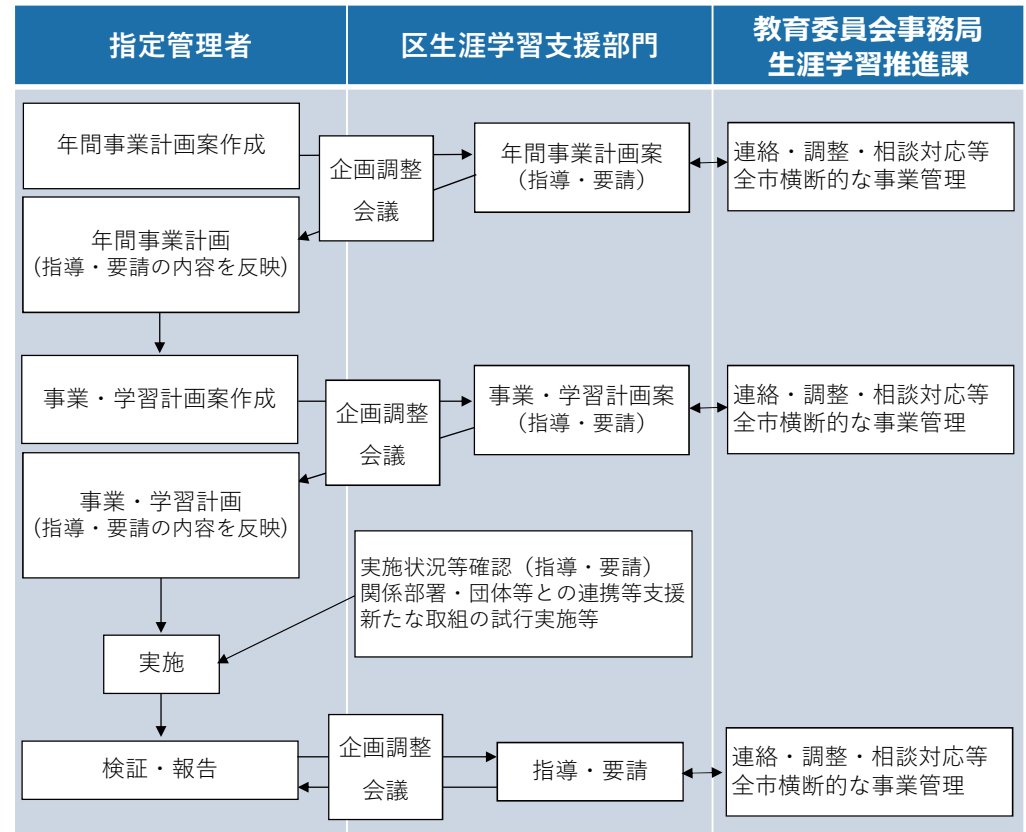 指定管理者
区生涯学習支援部門
教育委員会事務局
生涯学習推進課
年間事業計画案作成
企画調整
会議
年間事業計画案
（指導・要請）
連絡・調整・相談対応等
全市横断的な事業管理
年間事業計画
(指導・要請の内容を反映)
事業・学習計画案作成
企画調整
会議
事業・学習計画案
（指導・要請）
連絡・調整・相談対応等
全市横断的な事業管理
事業・学習計画
(指導・要請の内容を反映)
実施状況等確認（指導・要請）
関係部署・団体等との連携等支援
新たな取組の試行実施等
実施
検証・報告
企画調整
会議
指導・要請
連絡・調整・相談対応等
全市横断的な事業管理